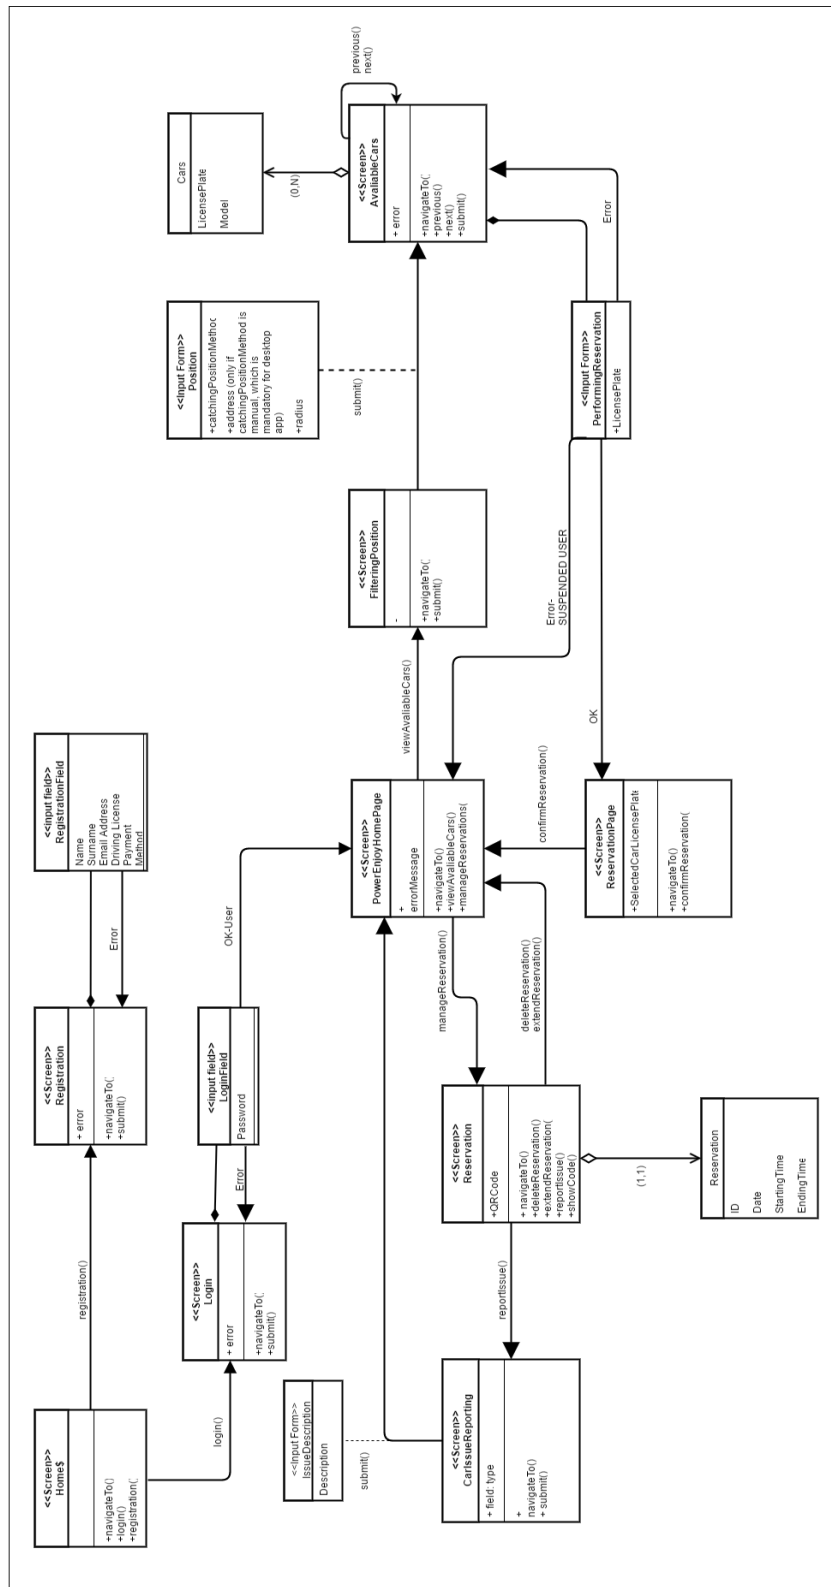 <<Screen>>
Home$
+navigateTo()
+login()
+registration(
registration()
login()
<<Screen>>
Registration
+ error
+navigateTo(
+submit()
Error
<<input field>>
RegistrationField
Name
Surname
Email Address
Driving License
Payment
Method
<<Screen>>
Login
+ error
+navigateTo(
+submit()
Error
<<input field>>
LoginField
Password
OK-User
<<Input Form>>
IssueDescription
Description
submit()
<<Screen>>
CarIssueReporting
+ field: type
+
navigateTo()
+ submit()
reportIssue()
<<Screen>>
Reservation
+QRCode
+ navigateTo()
+deleteReservation()
+extendReservation(
+reportIssue()
+showCode()
(1,1)
Reservation
ID
Date
StartingTime
EndingTime
manageReservation()
deleteReservation()
extendReservation()
<<Screen>>
PowerEnjoyHomePage
+
errorMessage
+navigateTo()
+viewAvaliableCars()
+manageReservations(
confirmReservation()
<<Screen>>
ReservationPage
+SelectedCarLicensePlate
+navigateTo()
+confirmReservation(
viewAvaliableCars()
OK
Error-
SUSPENDED USER
<<Screen>>
FilteringPosition
-
+navigateTo(
+submit()
submit()
<<Input Form>>
Position
+catchingPositionMethod
+address (only if
catchingPositionMethod is
manual, which is
mandatory for desktop
app)
+radius
<<Input Form>>
PerformingReservation
+LicensePlate
Error
<<Screen>>
AvaliableCars
+ error
+navigateTo(
+previous()
+next()
+submit()
previous()
next()
(0,N)
Cars
LicensePlate
Model